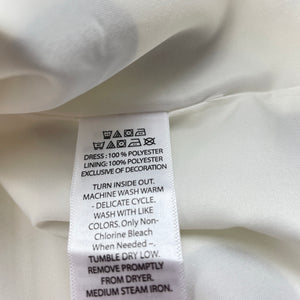 DRESS : 100 % POLYESTER
LINING: 100% POLYESTER
EXCLUSIVE OF DECORATION
TURN INSIDE OUT.
MACHINE WASH WARM
- DELICATE CYCLE.
WASH WITH LIKE
COLORS. Only Non-
Chlorine Bleach
When Needed –,
TUMBLE DRY LOW.
REMOVE PROMPTLY
FROM DRYER.
MEDIUM STEAM IRON.